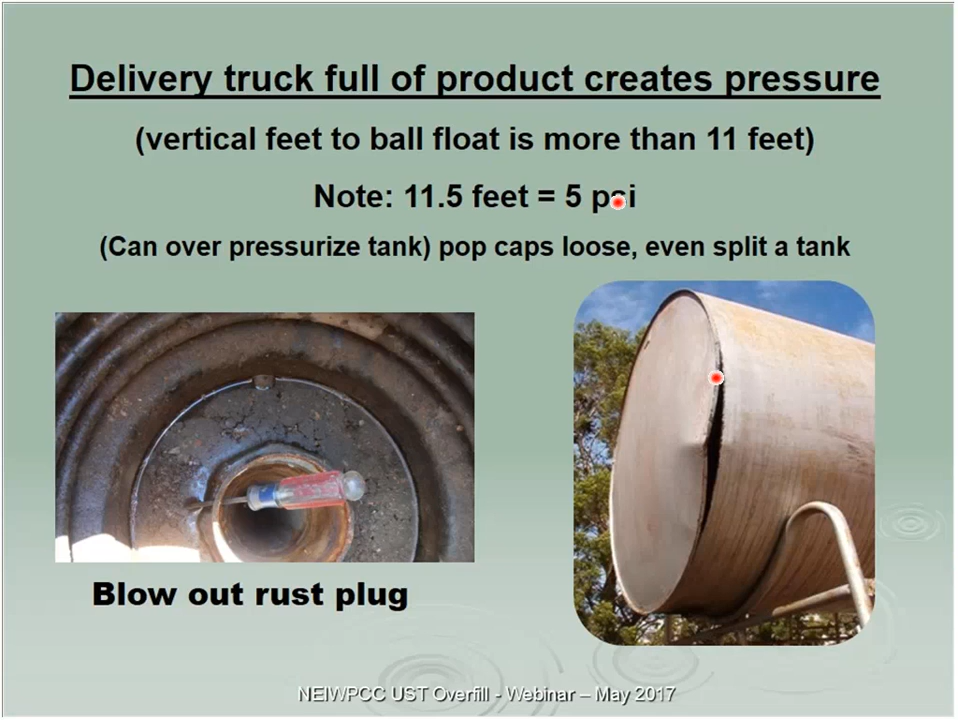 Delivery truck full of product creates pressure
(vertical feet to ball float is more than 11 feet)
Note: 11.5 feet = 5 psi
(Can over pressurize tank) pop caps loose, even split a tank
Blow out rust plug
NEIWPCC UST Overfill - Webinar – May 2017